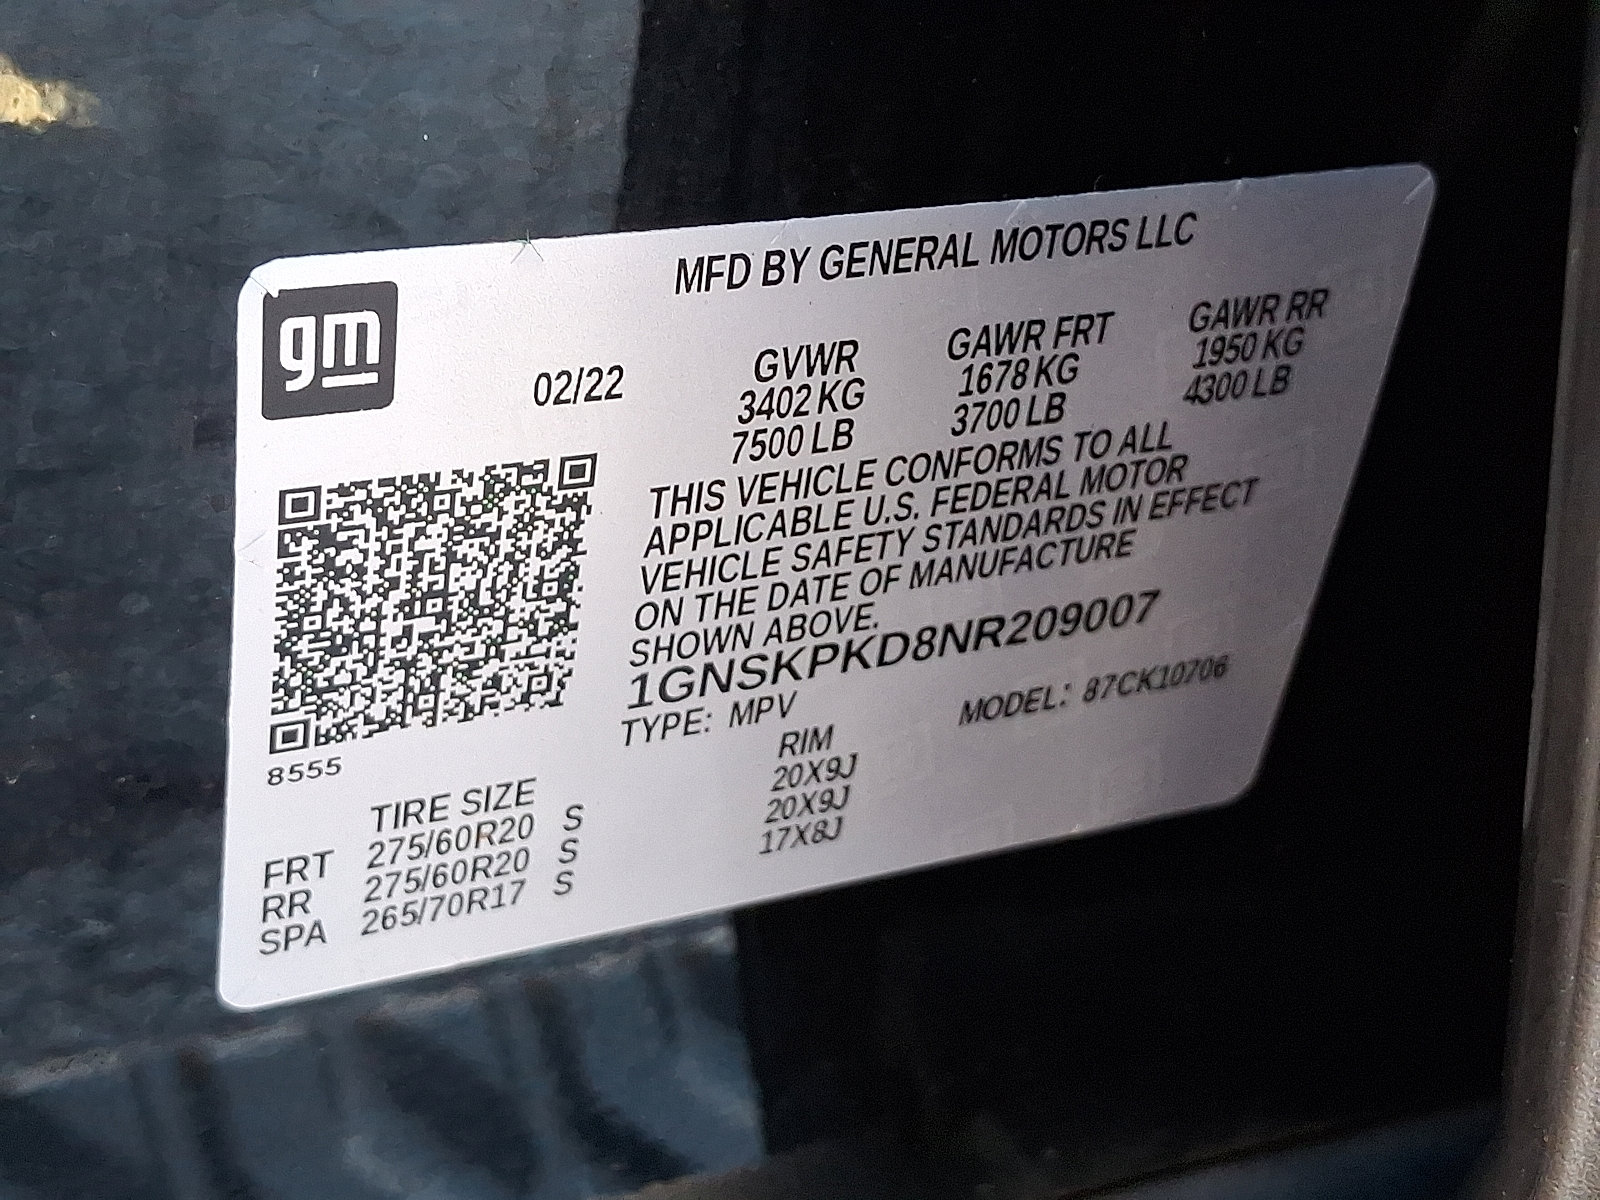 MFD BY GENERAL MOTORS LLC
gm
02/22
GVWR
3402 KG
7500 LB
GAWR FRT
1678 KG
3700 LB
GAWR RR
1950 KG
4300 LB
THIS VEHICLE CONFORMS TO ALL
APPLICABLE U.S. FEDERAL MOTOR
VEHICLE SAFETY STANDARDS IN EFFECT
ON THE DATE OF MANUFACTURE
SHOWN ABOVE.
1GNSKPKD8NR209007
TYPE: MPV MODEL: 87CK10706
8555
TIRE SIZE RIM
FRT 275/60R20 S 20X9J
RR 275/60R20 S 20X9J
SPA 265/70R17 S 17X8J